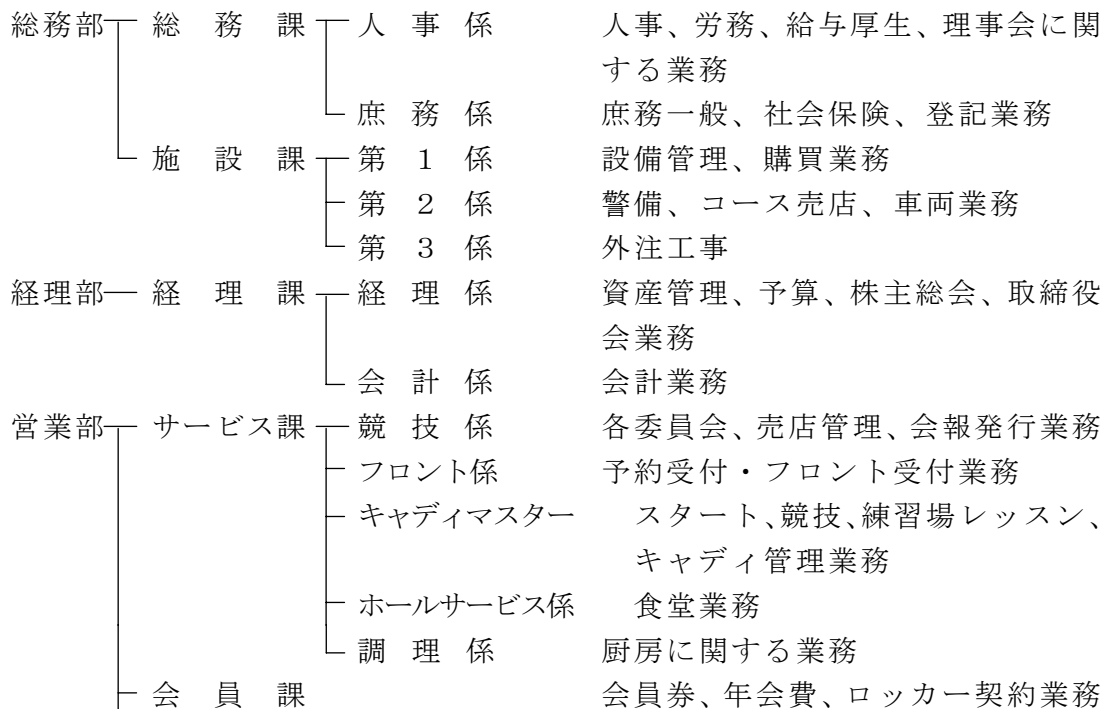 総務部 総務課 人事係 人事、労務、給与厚生、理事会に関
する業務
庶務係 庶務一般、社会保険、登記業務
施設課 第1係 設備管理、購買業務
第2係 警備、コース売店、車両業務
第3係 外注工事
経理部 経理課 経理係 資産管理、予算、株主総会、取締役
会業務
会計係 会計業務
営業部 サービス課 競技係 各委員会、売店管理、会報発行業務
フロント係 予約受付・フロント受付業務
キャディマスター スタート、競技、練習場レッスン、
キャディ管理業務
ホールサービス係 食堂業務
調理係 厨房に関する業務
会員課 会員券、年会費、ロッカー契約業務